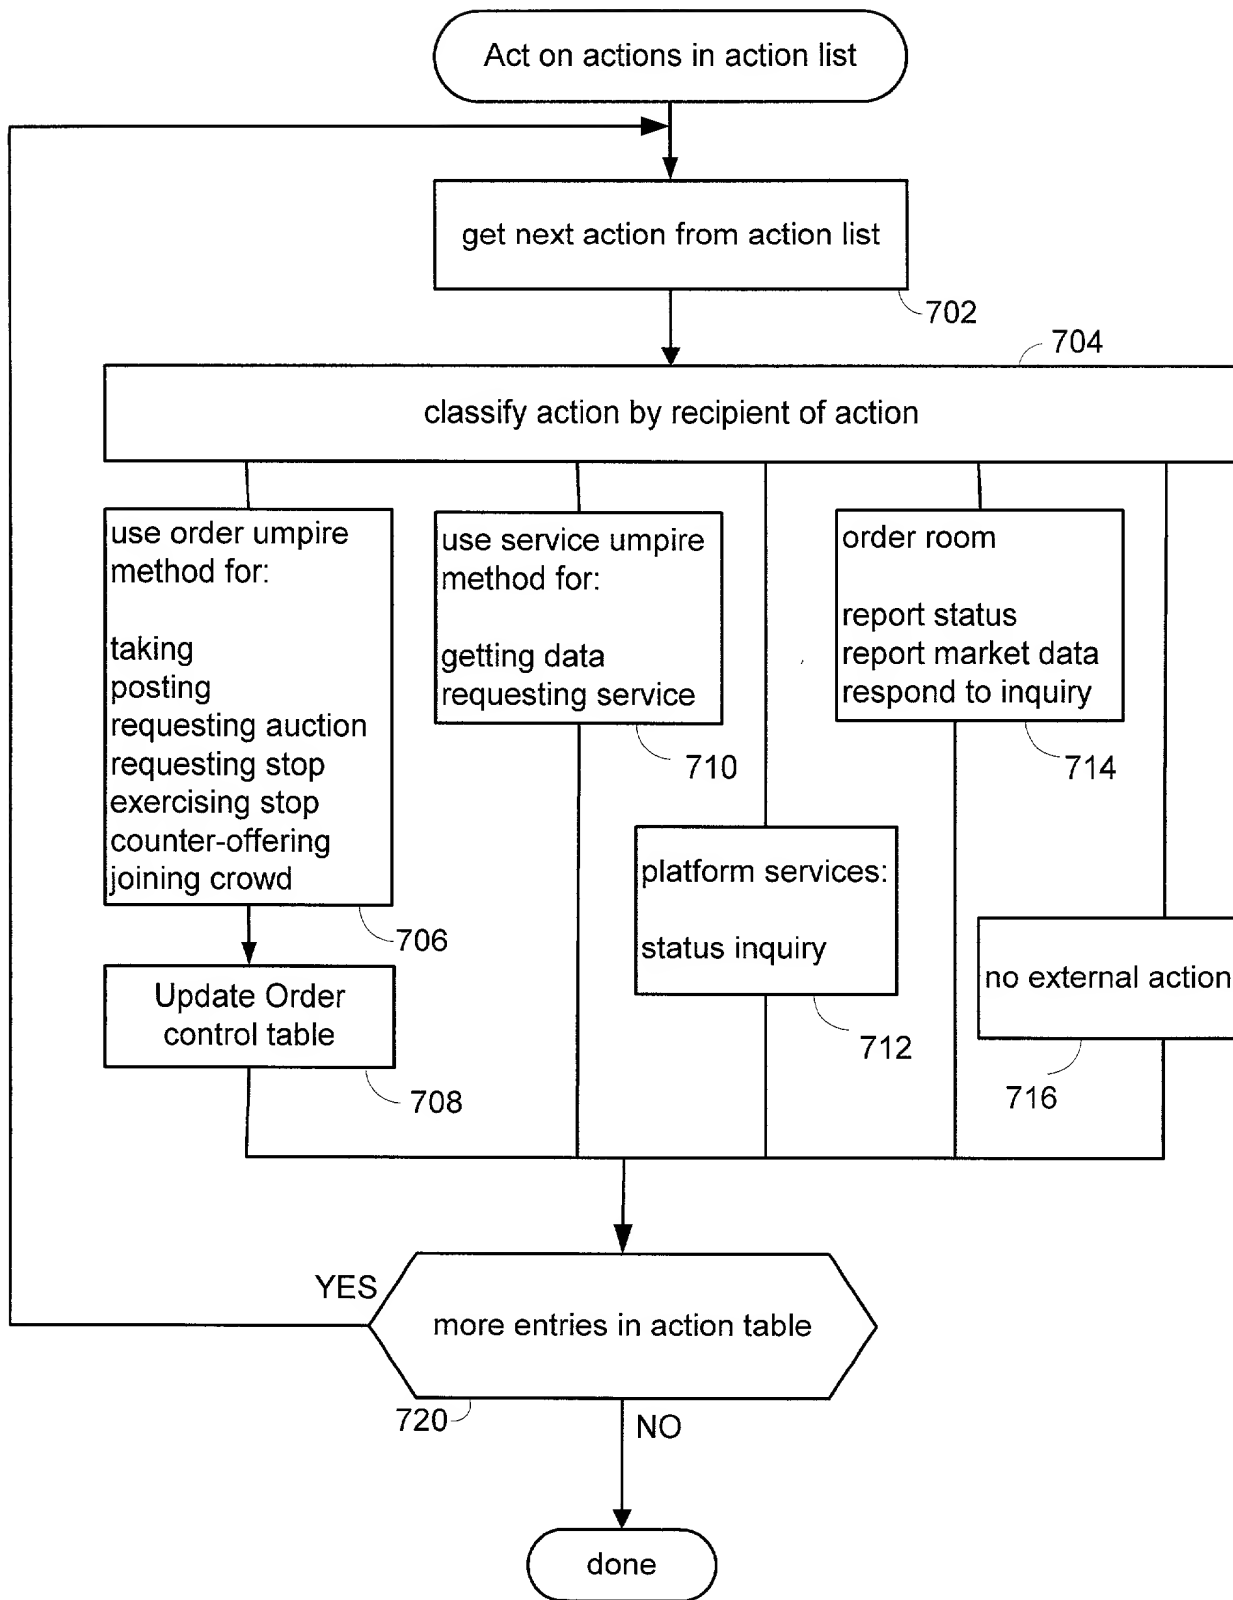 Act on actions in action list
get next action from action list
702
704
classify action by recipient of action
use order umpire
method for:
taking
posting
requesting auction
requesting stop
exercising stop
counter-offering
joining crowd
706
Update Order
control table
708
use service umpire
method for:
getting data
requesting service
710
platform services:
status inquiry
712
order room
report status
report market data
respond to inquiry
714
no external action
716
YES
more entries in action table
720
NO
done